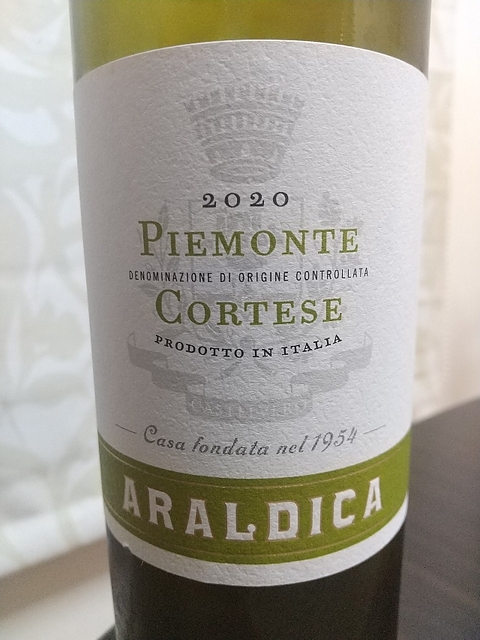 2020
PIEMONTE
DENOMINAZIONE DI ORIGINE CONTROLLATA
CORTESE
PRODOTTO IN ITALIA
Casa fondata nel 1954
ARALDICA